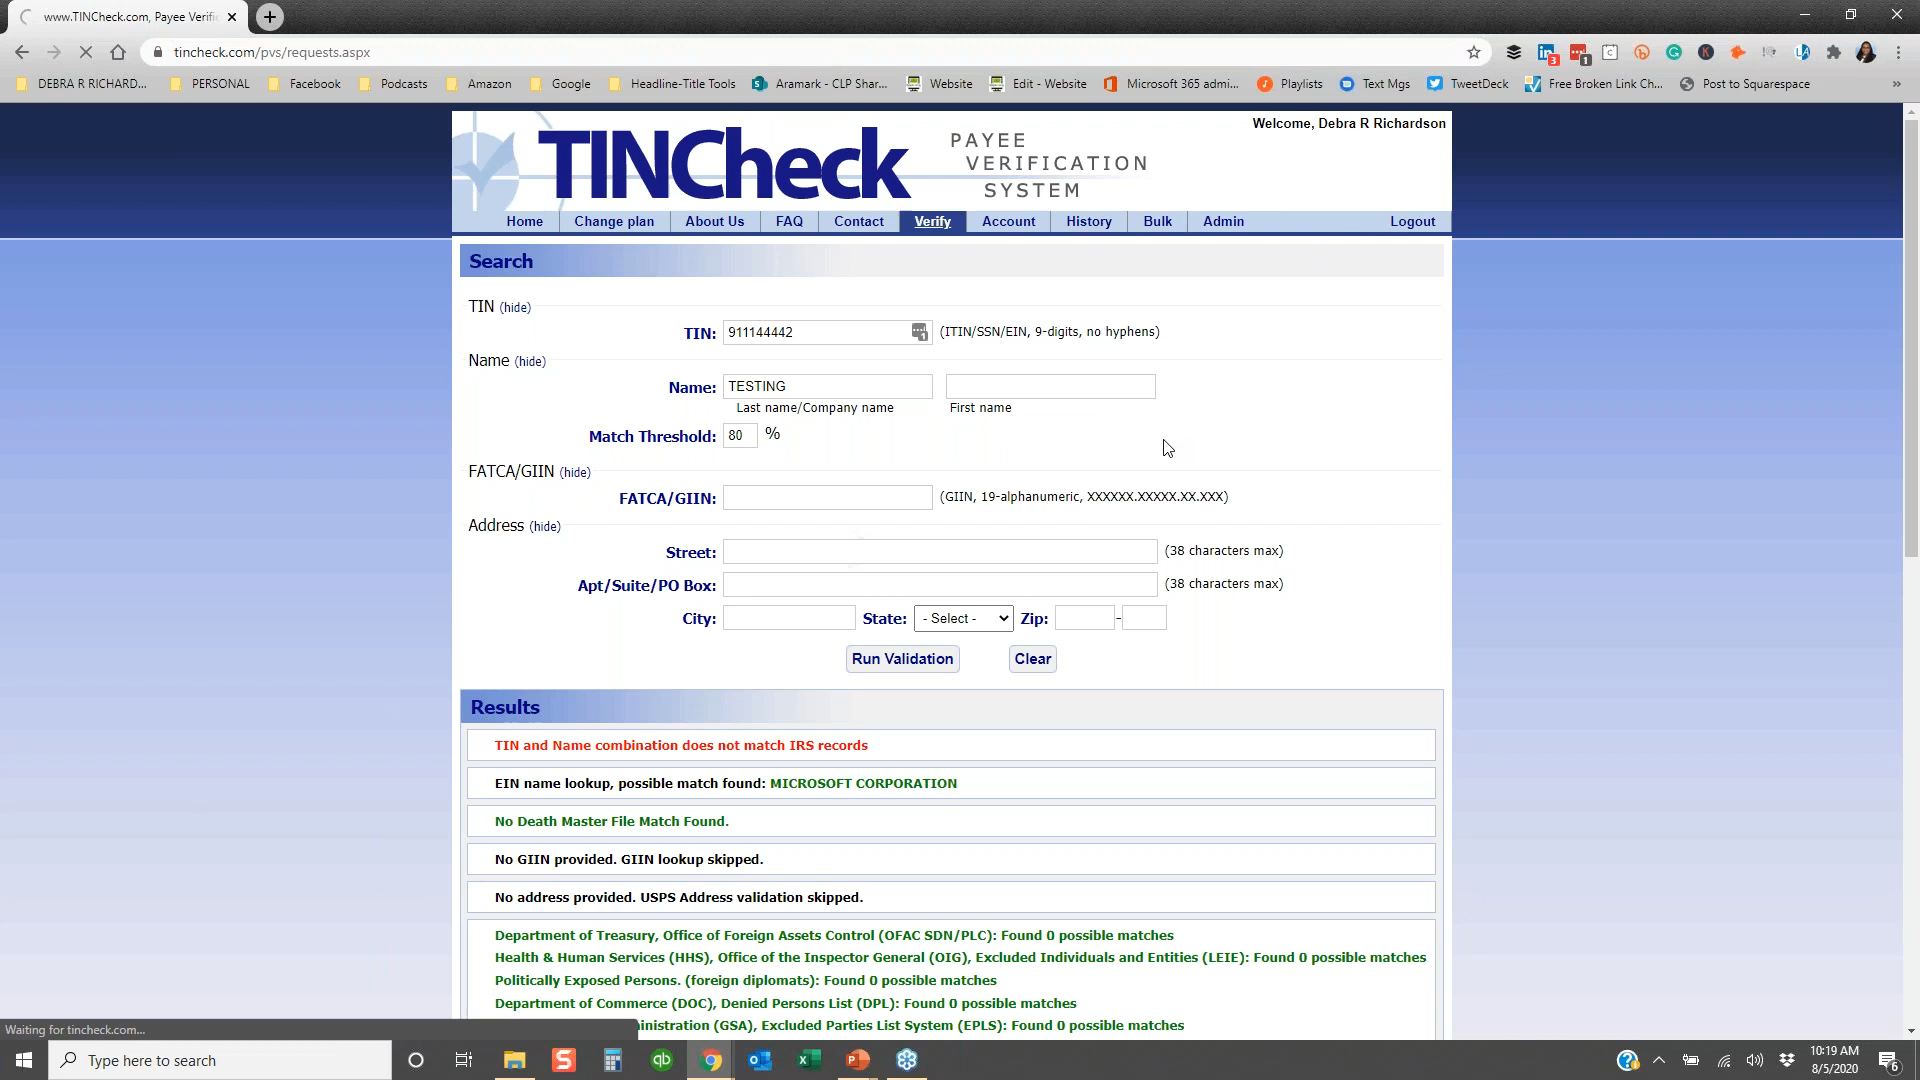 www.TINCheck.com, Payee Verifi
tincheck.com/pvs/requests.aspx
DEBRA R RICHARD... PERSONAL Facebook Podcasts Amazon Google Headline-Title Tools Aramark - CLP Shar... Website Edit - Website Microsoft 365 admi... Playlists Text Mgs TweetDeck Free Broken Link Ch... Post to Squarespace »
Welcome, Debra R Richardson
TINCheck
PAYEE
VERIFICATION
SYSTEM
Home Change plan About Us FAQ Contact Verify Account History Bulk Admin Logout
Search
TIN (hide)
TIN: 911144442 (ITIN/SSN/EIN, 9-digits, no hyphens)
Name (hide)
Name: TESTING
Last name/Company name First name
Match Threshold: 80 %
FATCA/GIIN (hide)
FATCA/GIIN: (GIIN, 19-alphanumeric, XXXXXX.XXXXX.XX.XXX)
Address (hide)
Street: (38 characters max)
Apt/Suite/PO Box: (38 characters max)
City: State: - Select - Zip: -
Run Validation Clear
Results
TIN and Name combination does not match IRS records
EIN name lookup, possible match found: MICROSOFT CORPORATION
No Death Master File Match Found.
No GIIN provided. GIIN lookup skipped.
No address provided. USPS Address validation skipped.
Department of Treasury, Office of Foreign Assets Control (OFAC SDN/PLC): Found 0 possible matches
Health & Human Services (HHS), Office of the Inspector General (OIG), Excluded Individuals and Entities (LEIE): Found 0 possible matches
Politically Exposed Persons. (foreign diplomats): Found 0 possible matches
Department of Commerce (DOC), Denied Persons List (DPL): Found 0 possible matches
inistration (GSA), Excluded Parties List System (EPLS): Found 0 possible matches
Waiting for tincheck.com...
Type here to search
10:19 AM
8/5/2020
6